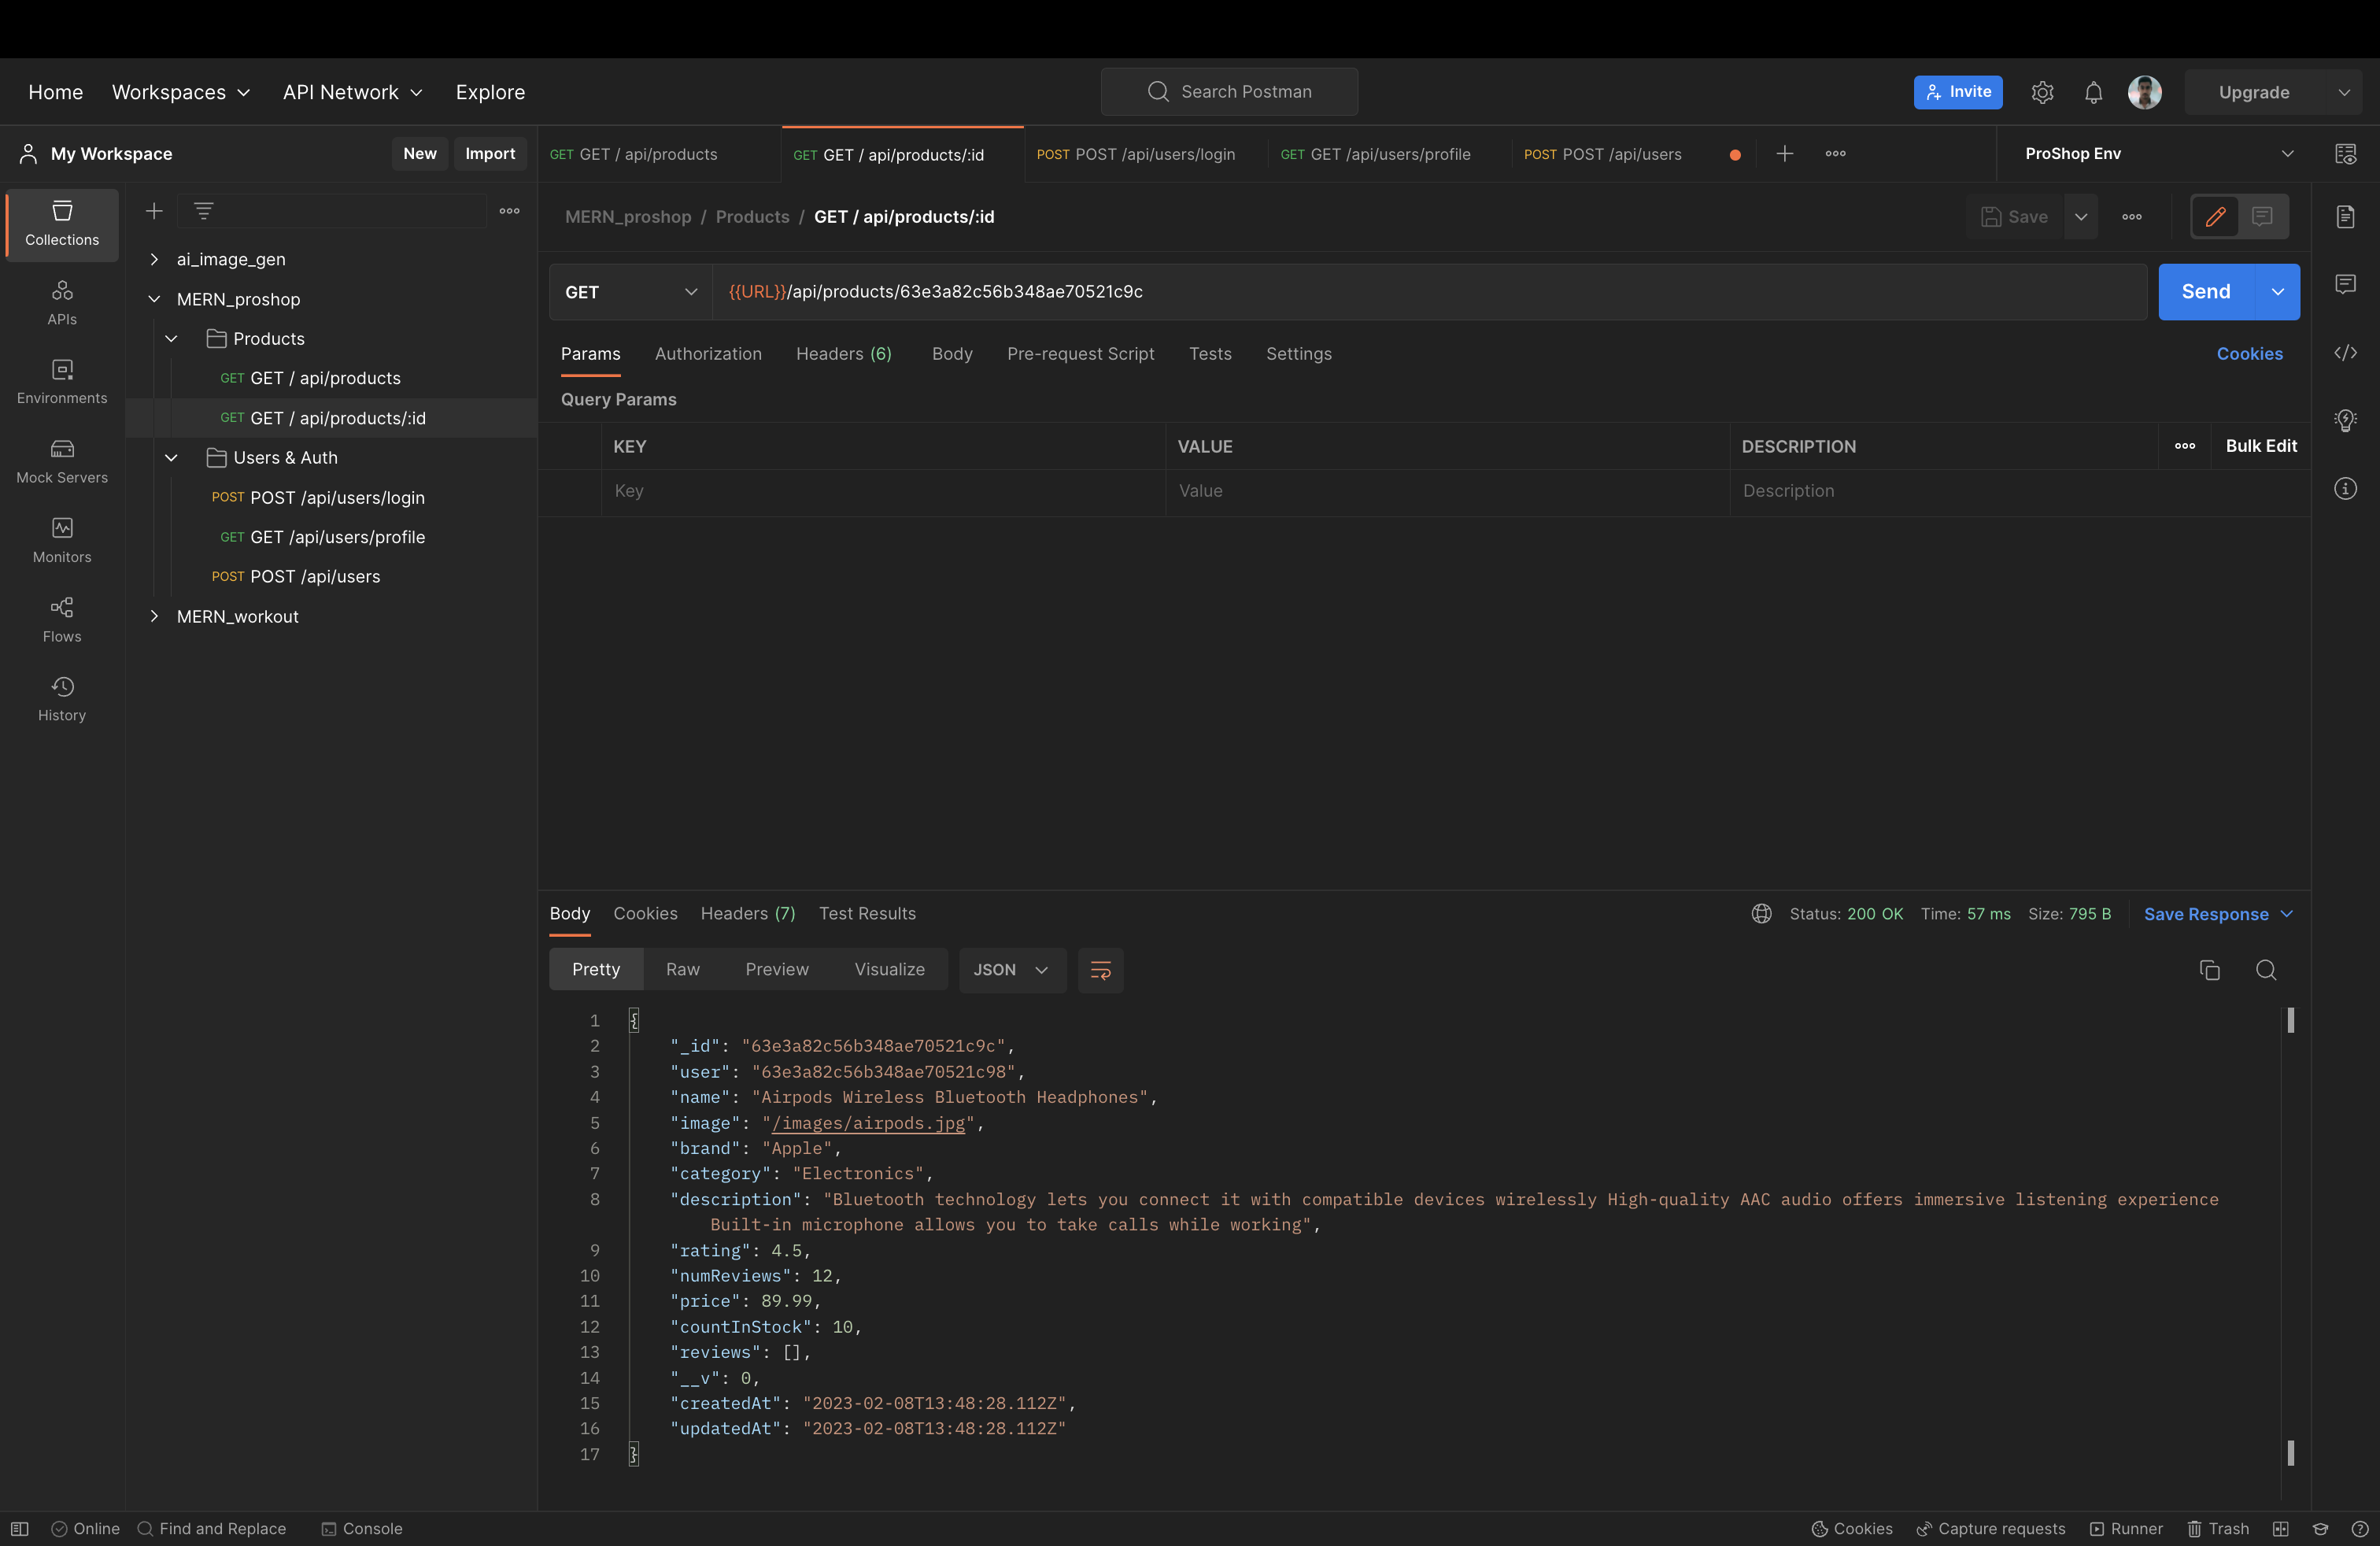 Home Workspaces API Network Explore Search Postman Invite Upgrade
My Workspace New Import
GET GET / api/products GET GET / api/products/:id POST POST /api/users/login GET GET /api/users/profile POST POST /api/users ProShop Env
Collections
APIs
Environments
Mock Servers
Monitors
Flows
History
ai_image_gen
MERN_proshop
Products
GET GET / api/products
GET GET / api/products/:id
Users & Auth
POST POST /api/users/login
GET GET /api/users/profile
POST POST /api/users
MERN_workout
MERN_proshop / Products / GET / api/products/:id Save
GET {{URL}}/api/products/63e3a82c56b348ae70521c9c Send
Params Authorization Headers (6) Body Pre-request Script Tests Settings Cookies
Query Params
KEY VALUE DESCRIPTION Bulk Edit
Key Value Description
Body Cookies Headers (7) Test Results Status: 200 OK Time: 57 ms Size: 795 B Save Response
Pretty Raw Preview Visualize JSON
1 {
2 "_id": "63e3a82c56b348ae70521c9c",
3 "user": "63e3a82c56b348ae70521c98",
4 "name": "Airpods Wireless Bluetooth Headphones",
5 "image": "/images/airpods.jpg",
6 "brand": "Apple",
7 "category": "Electronics",
8 "description": "Bluetooth technology lets you connect it with compatible devices wirelessly High-quality AAC audio offers immersive listening experience
Built-in microphone allows you to take calls while working",
9 "rating": 4.5,
10 "numReviews": 12,
11 "price": 89.99,
12 "countInStock": 10,
13 "reviews": [],
14 "__v": 0,
15 "createdAt": "2023-02-08T13:48:28.112Z",
16 "updatedAt": "2023-02-08T13:48:28.112Z"
17 }
Online Find and Replace Console Cookies Capture requests Runner Trash